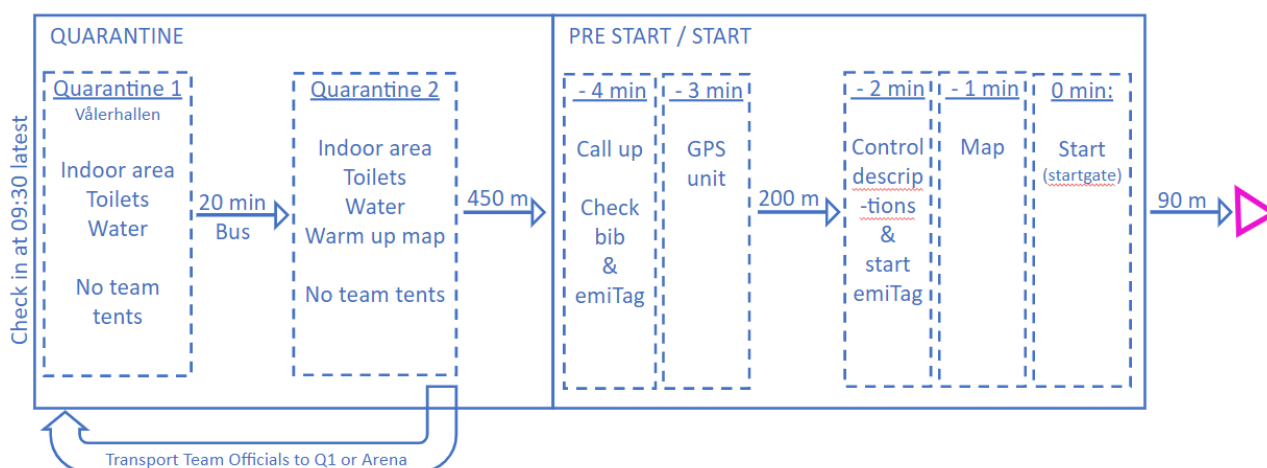 QUARANTINE
PRE START / START
Check in at 09:30 latest
Quarantine 1
Vålerhallen
Indoor area
Toilets
Water
No team
tents
20 min
Bus
Quarantine 2
Indoor area
Toilets
Water
Warm up map
No team tents
450 m
- 4 min
Call up
Check
bib
&
emiTag
- 3 min
GPS
unit
200 m
- 2 min
Control
descrip
-tions
&
start
emiTag
- 1 min
Map
0 min:
Start
(startgate)
90 m
Transport Team Officials to Q1 or Arena